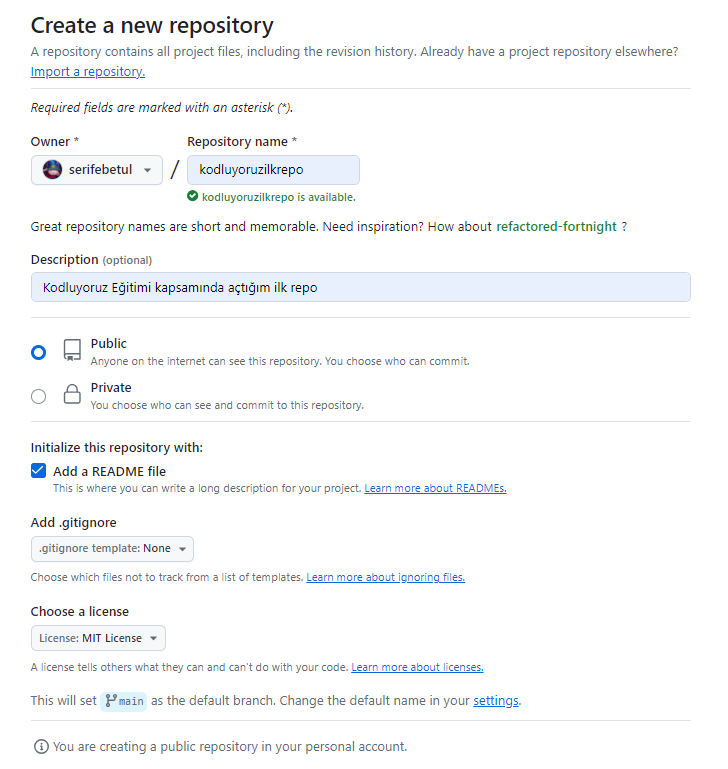 Create a new repository
A repository contains all project files, including the revision history. Already have a project repository elsewhere?
Import a repository.
Required fields are marked with an asterisk (*).
Owner * Repository name *
serifebetul / kodluyoruzilkrepo
kodluyoruzilkrepo is available.
Great repository names are short and memorable. Need inspiration? How about refactored-fortnight ?
Description (optional)
Kodluyoruz Eğitimi kapsamında açtığım ilk repo
Public
Anyone on the internet can see this repository. You choose who can commit.
Private
You choose who can see and commit to this repository.
Initialize this repository with:
Add a README file
This is where you can write a long description for your project. Learn more about READMEs.
Add .gitignore
.gitignore template: None
Choose which files not to track from a list of templates. Learn more about ignoring files.
Choose a license
License: MIT License
A license tells others what they can and can't do with your code. Learn more about licenses.
This will set main as the default branch. Change the default name in your settings.
You are creating a public repository in your personal account.